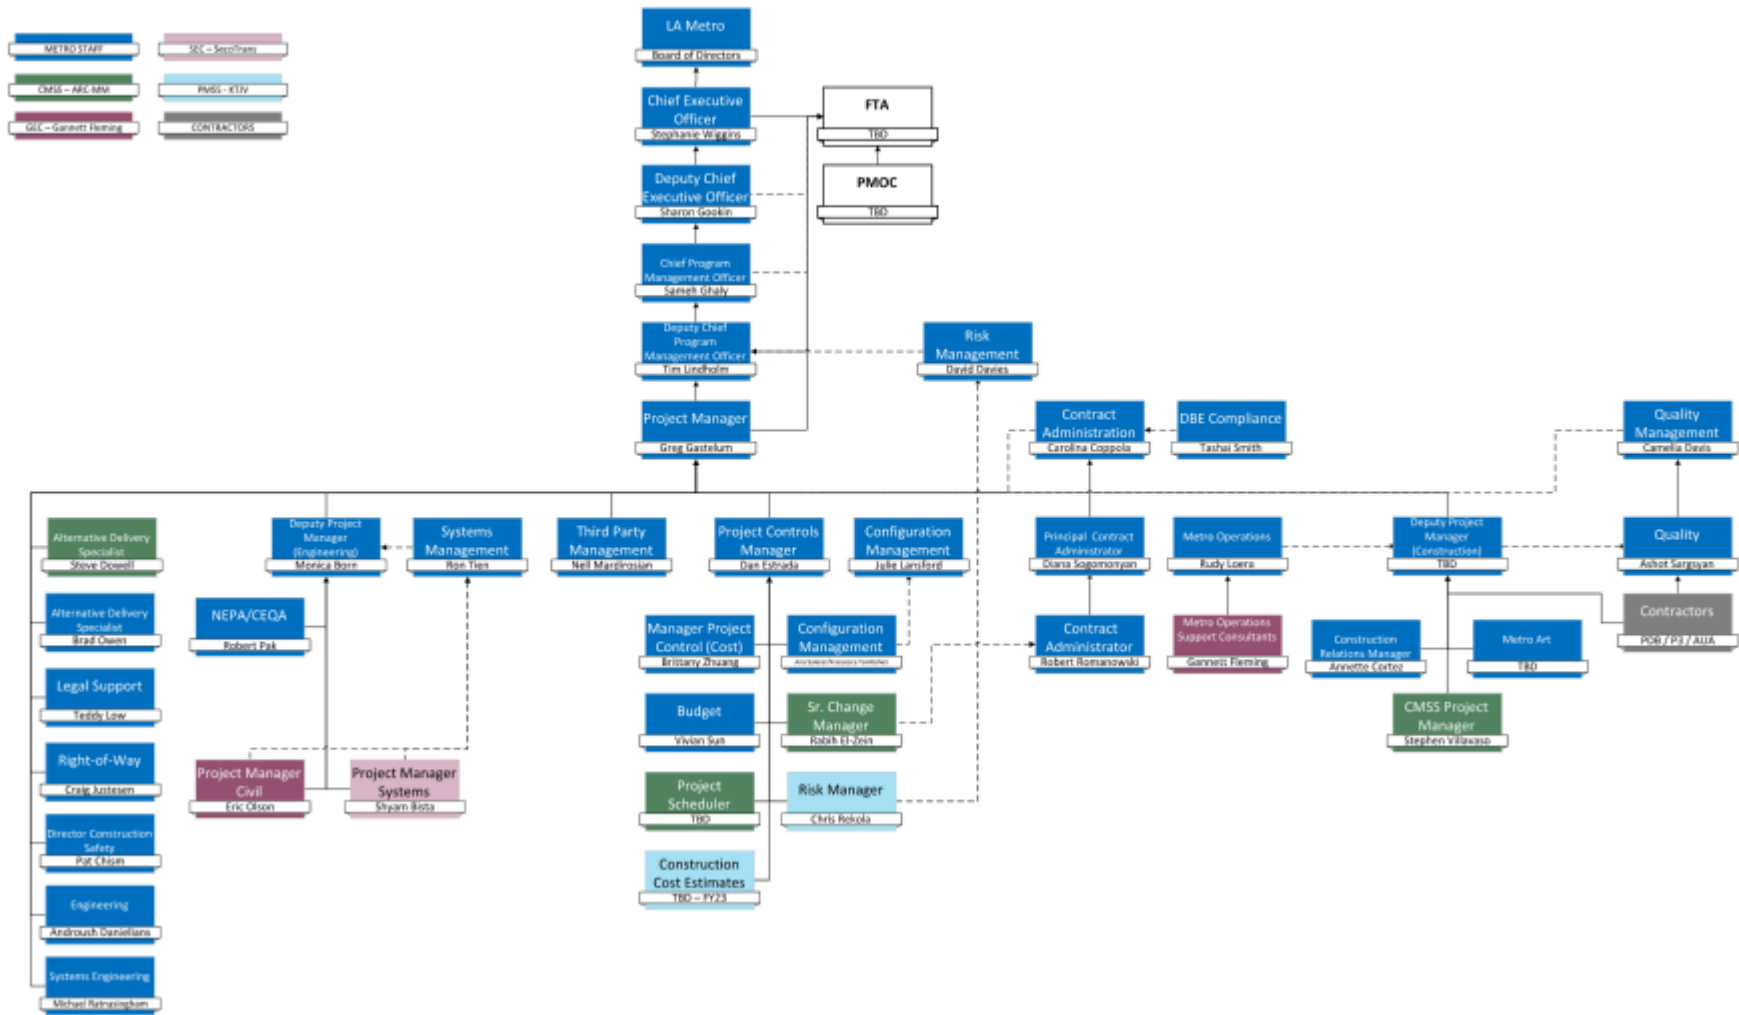 METRO STAFF
SEC – SecoTrans
CMSS – ARC-MM
PMSS - KTJV
GEC – Gannett Fleming
CONTRACTORS
LA Metro
Board of Directors
Chief Executive
Officer
Stephanie Wiggins
FTA
TBD
Deputy Chief
Executive Officer
Sharon Gookin
PMOC
TBD
Chief Program
Management Officer
Sameh Ghaly
Deputy Chief
Program
Management Officer
Tim Lindholm
Risk
Management
David Davies
Project Manager
Greg Gastelum
Contract
Administration
Carolina Coppola
DBE Compliance
Tashai Smith
Quality
Management
Camelia Davis
Alternative Delivery
Specialist
Steve Dowell
Deputy Project
Manager
(Engineering)
Monica Born
Systems
Management
Ron Tien
Third Party
Management
Nell Mardirosian
Project Controls
Manager
Dan Estrada
Configuration
Management
Julie Lansford
Principal Contract
Administrator
Diana Sogomonyan
Metro Operations
Rudy Loera
Deputy Project
Manager
(Construction)
TBD
Quality
Ashot Sargsyan
Alternative Delivery
Specialist
Brad Owen
NEPA/CEQA
Robert Pak
Manager Project
Control (Cost)
Brittany Zhuang
Configuration
Management
Contract
Administrator
Robert Romanowski
Metro Operations
Support Consultants
Gannett Fleming
Construction
Relations Manager
Annette Cortez
Metro Art
TBD
Contractors
PDB / P3 / AUA
Legal Support
Teddy Low
Budget
Vivian Sun
Sr. Change
Manager
Rabih El-Zein
CMSS Project
Manager
Stephen Villavaso
Right-of-Way
Craig Justesen
Project Manager
Civil
Eric Olson
Project Manager
Systems
Shyam Bista
Project
Scheduler
TBD
Risk Manager
Chris Rekola
Director Construction
Safety
Pat Chism
Construction
Cost Estimates
TBD – FY23
Engineering
Androush Danielians
Systems Engineering
Michael Ratnasingham